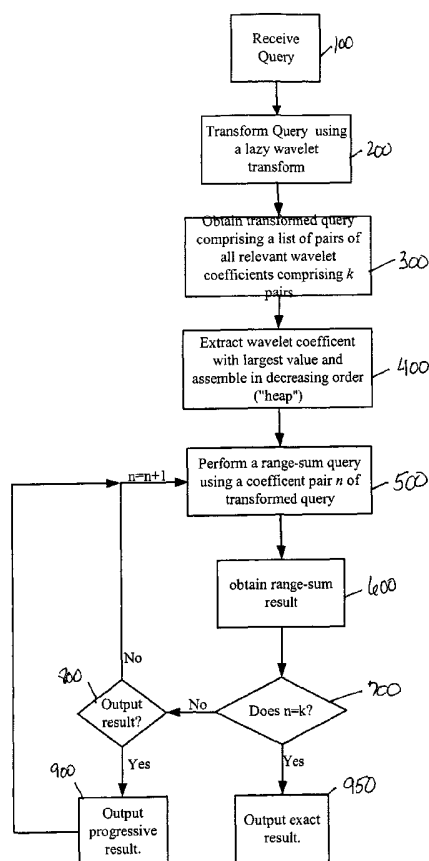 Receive
Query
100
Transform Query using
a lazy wavelet
transform
200
Obtain transformed query
comprising a list of pairs of
all relevant wavelet
coefficients comprising k
pairs
300
Extract wavelet coefficent
with largest value and
assemble in decreasing order
("heap")
400
n=n+1
Perform a range-sum query
using a coefficent pair n of
transformed query
500
obtain range-sum
result
600
No
800
Output
result?
No
Does n=k?
700
900
Yes
Yes
950
Output
progressive
result.
Output exact
result.